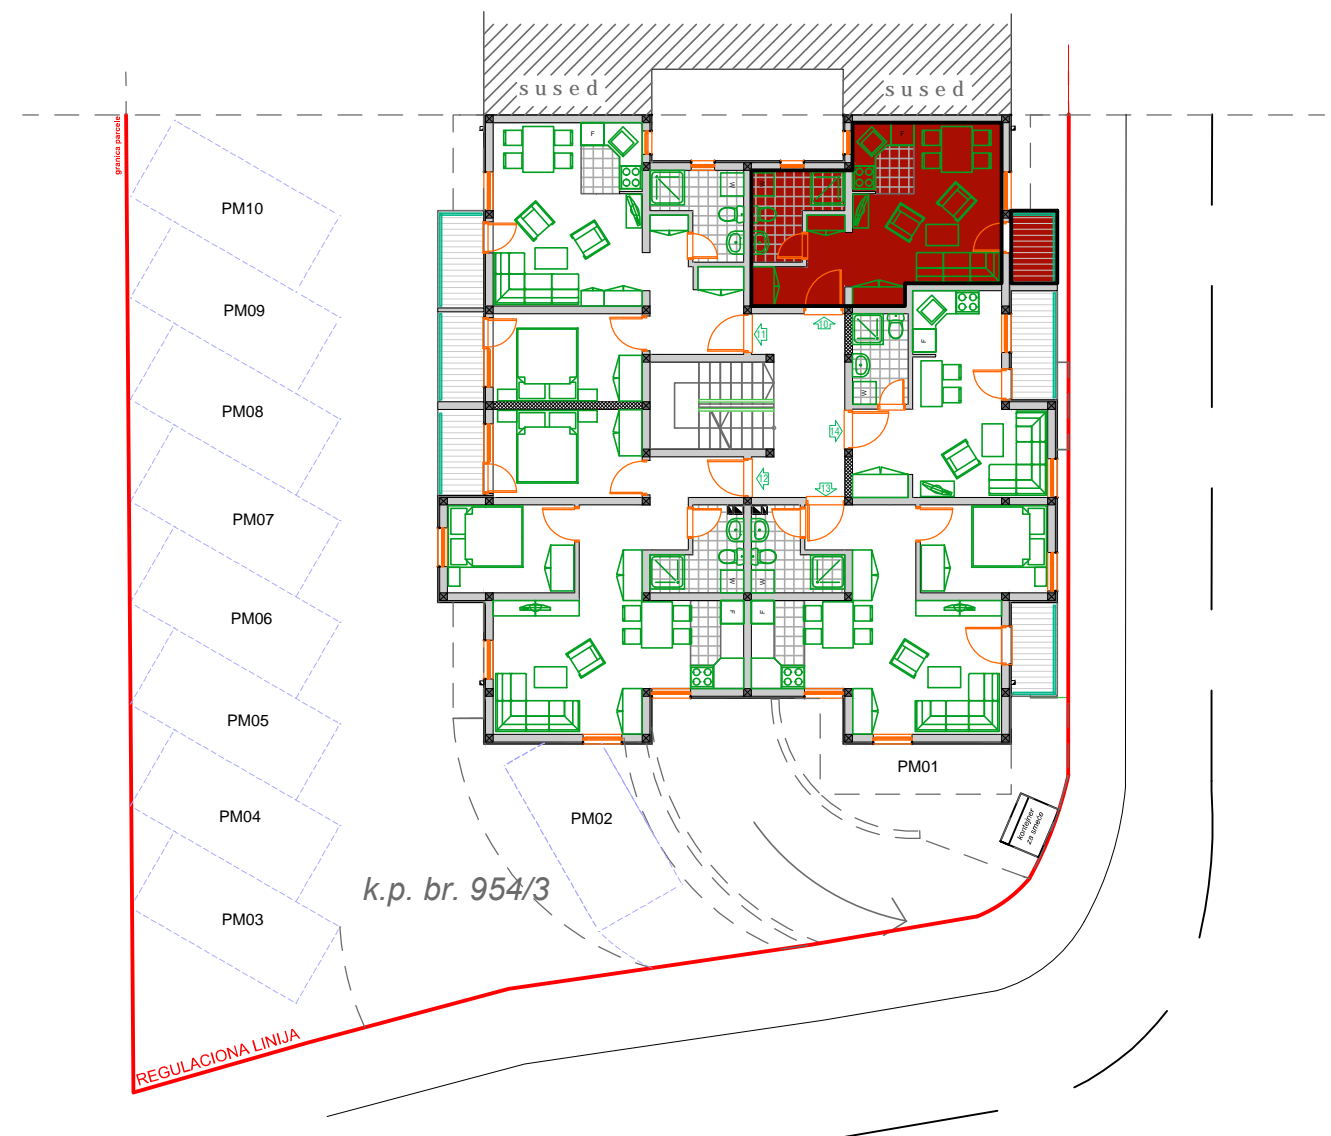 sused
sused
granica parcele
PM10
PM09
PM08
PM07
PM06
PM05
PM04
PM03
F
F
W
W
11
10
F
W
14
12
13
W
W
F
F
PM01
PM02
kontejner
za smeće
k.p. br. 954/3
REGULACIONA LINIJA